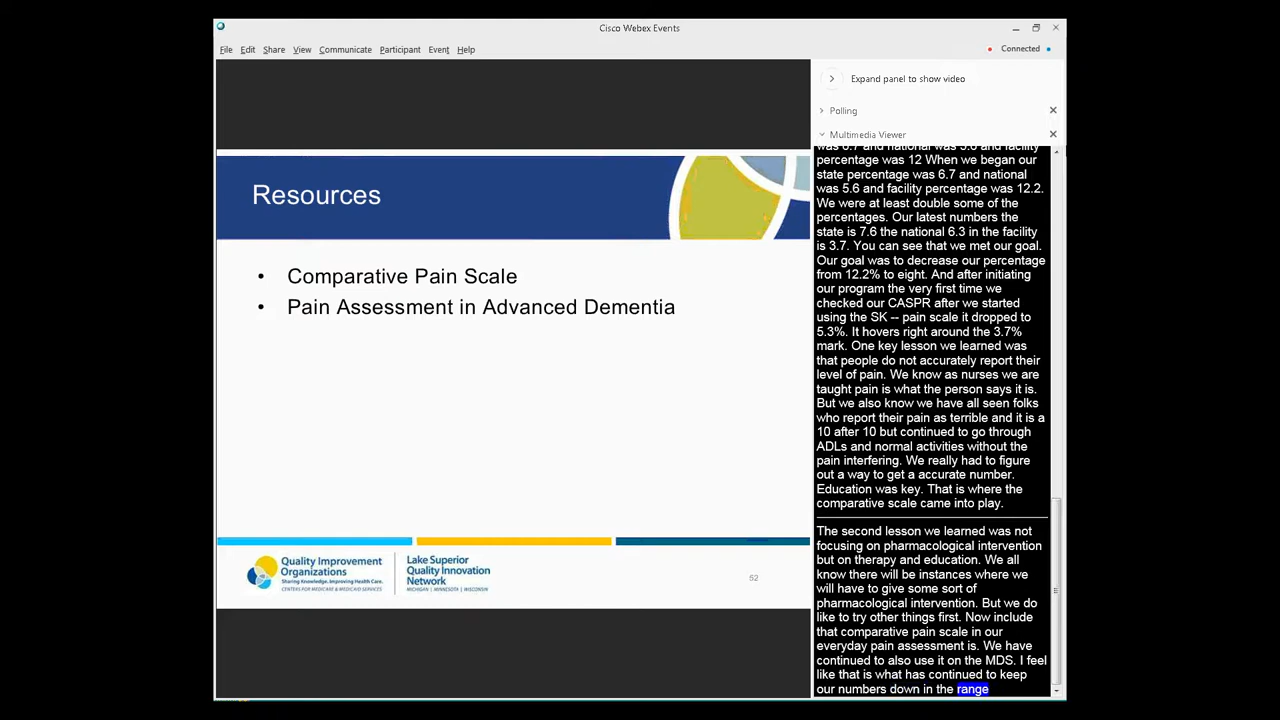 Cisco Webex Events
File Edit Share View Communicate Participant Event Help
Connected
Expand panel to show video
Polling
Multimedia Viewer
Resources
• Comparative Pain Scale
• Pain Assessment in Advanced Dementia
Quality Improvement
Organizations
Sharing Knowledge. Improving Health Care.
CENTERS FOR MEDICARE & MEDICAID SERVICES
Lake Superior
Quality Innovation
Network
MICHIGAN | MINNESOTA | WISCONSIN
52
was 6.7 and national was 5.6 and facility
percentage was 12 When we began our
state percentage was 6.7 and national
was 5.6 and facility percentage was 12.2.
We were at least double some of the
percentages. Our latest numbers the
state is 7.6 the national 6.3 in the facility
is 3.7. You can see that we met our goal.
Our goal was to decrease our percentage
from 12.2% to eight. And after initiating
our program the very first time we
checked our CASPR after we started
using the SK -- pain scale it dropped to
5.3%. It hovers right around the 3.7%
mark. One key lesson we learned was
that people do not accurately report their
level of pain. We know as nurses we are
taught pain is what the person says it is.
But we also know we have all seen folks
who report their pain as terrible and it is a
10 after 10 but continued to go through
ADLs and normal activities without the
pain interfering. We really had to figure
out a way to get a accurate number.
Education was key. That is where the
comparative scale came into play.
The second lesson we learned was not
focusing on pharmacological intervention
but on therapy and education. We all
know there will be instances where we
will have to give some sort of
pharmacological intervention. But we do
like to try other things first. Now include
that comparative pain scale in our
everyday pain assessment is. We have
continued to also use it on the MDS. I feel
like that is what has continued to keep
our numbers down in the range